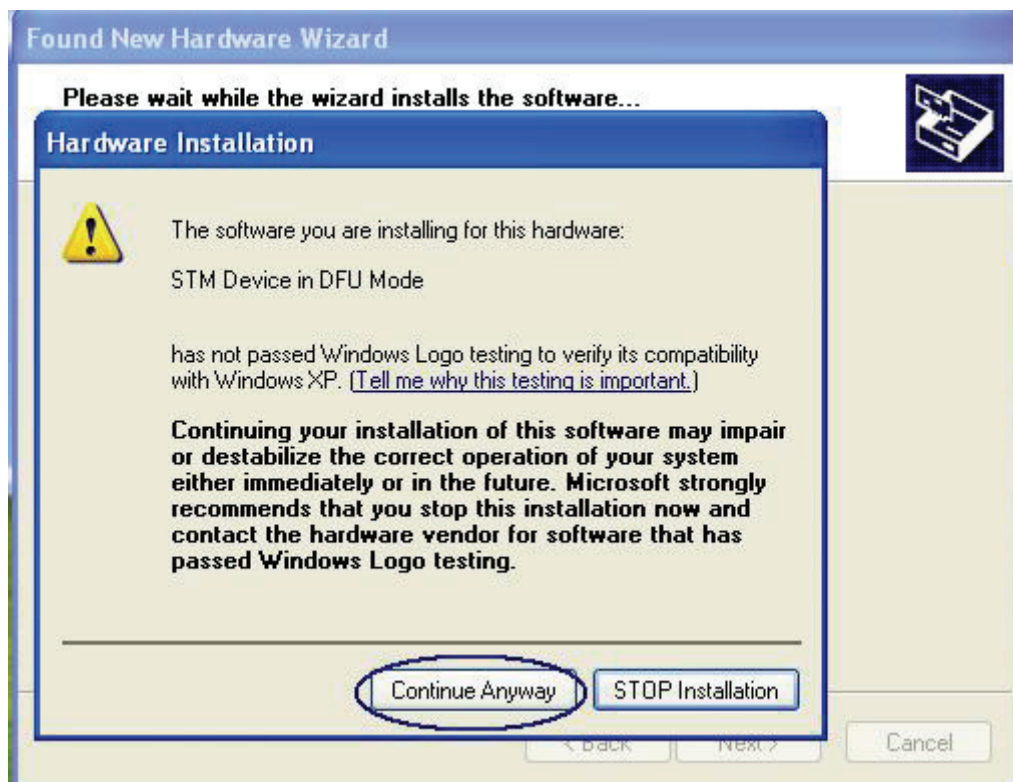 Found New Hardware Wizard
Please wait while the wizard installs the software...
Hardware Installation
The software you are installing for this hardware:
STM Device in DFU Mode
has not passed Windows Logo testing to verify its compatibility
with Windows XP. (Tell me why this testing is important.)
Continuing your installation of this software may impair
or destabilize the correct operation of your system
either immediately or in the future. Microsoft strongly
recommends that you stop this installation now and
contact the hardware vendor for software that has
passed Windows Logo testing.
Continue Anyway STOP Installation
< Back Next > Cancel